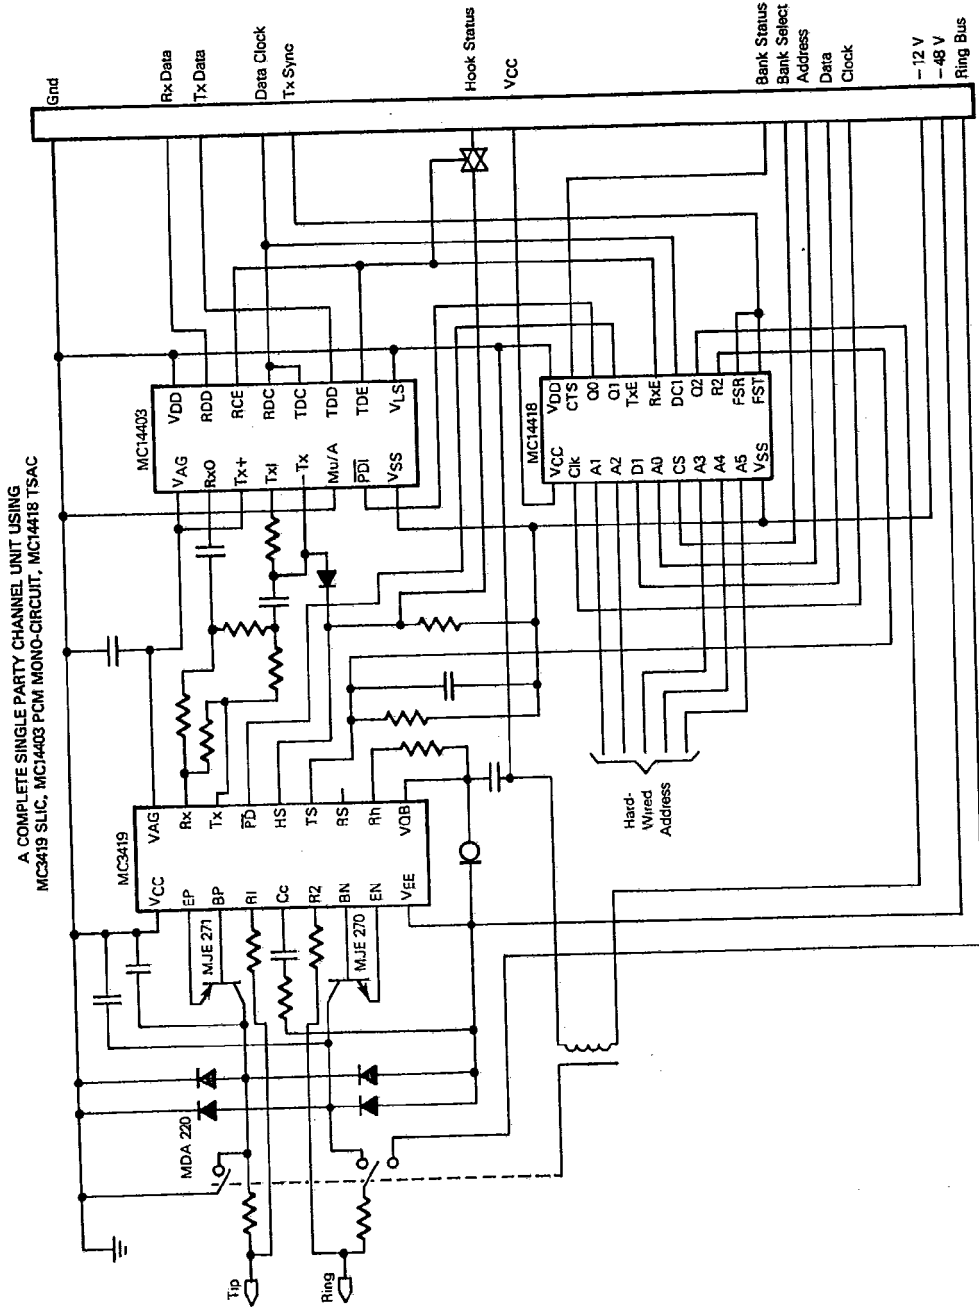 A COMPLETE SINGLE PARTY CHANNEL UNIT USING
MC3419 SLIC, MC14403 PCM MONO-CIRCUIT, MC14418 TSAC
Gnd
Rx Data
Tx Data
Data Clock
Tx Sync
Hook Status
VCC
Bank Status
Bank Select
Address
Data
Clock
– 12 V
– 48 V
Ring Bus
MC14403
VAG
RxO
Tx+
TxI
Tx
Mu/A
PDI
VSS
VDD
RDD
RCE
RDC
TDC
TDD
TDE
VLS
MC14418
VCC
Clk
A1
A2
D1
A0
CS
A3
A4
A5
VSS
VDD
CTS
Q0
Q1
TxE
RxE
DC1
Q2
R2
FSR
FST
MC3419
VCC
EP
BP
R1
Cc
R2
BN
EN
VEE
VAG
Rx
Tx
PD
HS
TS
RS
Rh
VQB
Hard-
Wired
Address
MJE 271
MJE 270
MDA 220
Tip
Ring